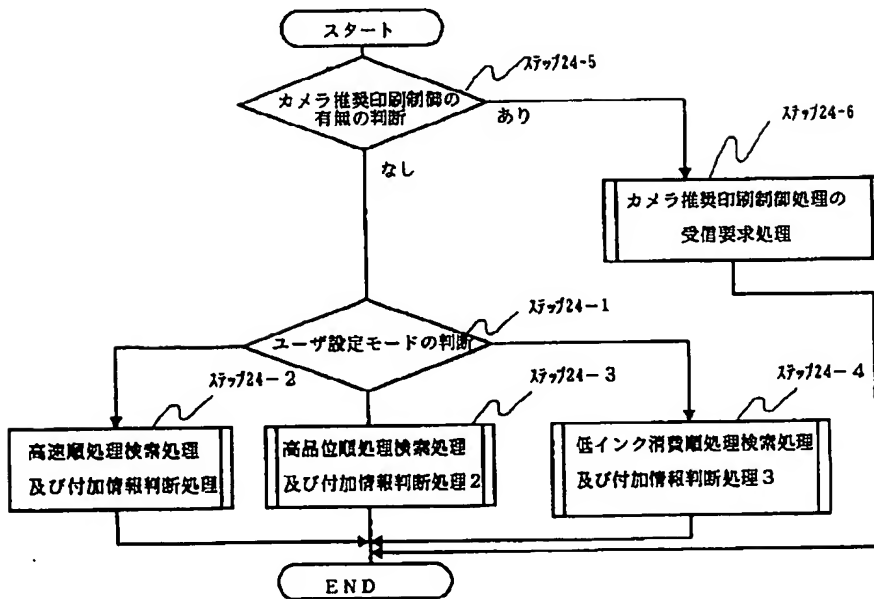 スタート
ステップ24-5
カメラ推奨印刷制御の
有無の判断
あり
なし
ステップ24-6
カメラ推奨印刷制御処理の
受信要求処理
ステップ24-1
ユーザ設定モードの判断
ステップ24-2
高速順処理検索処理
及び付加情報判断処理
ステップ24-3
高品位順処理検索処理
及び付加情報判断処理2
ステップ24-4
低インク消費順処理検索処理
及び付加情報判断処理3
END